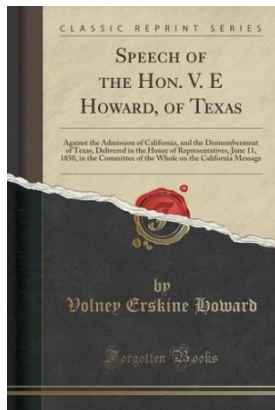 CLASSIC REPRINT SERIES
SPEECH OF
THE HON. V. E
HOWARD, OF TEXAS
Against the Admission of California, and the Dismemberment
of Texas, Delivered in the House of Representatives, June 11,
1850, in the Committee of the Whole on the California Message
by
Volney Erskine Howard
Forgotten Books